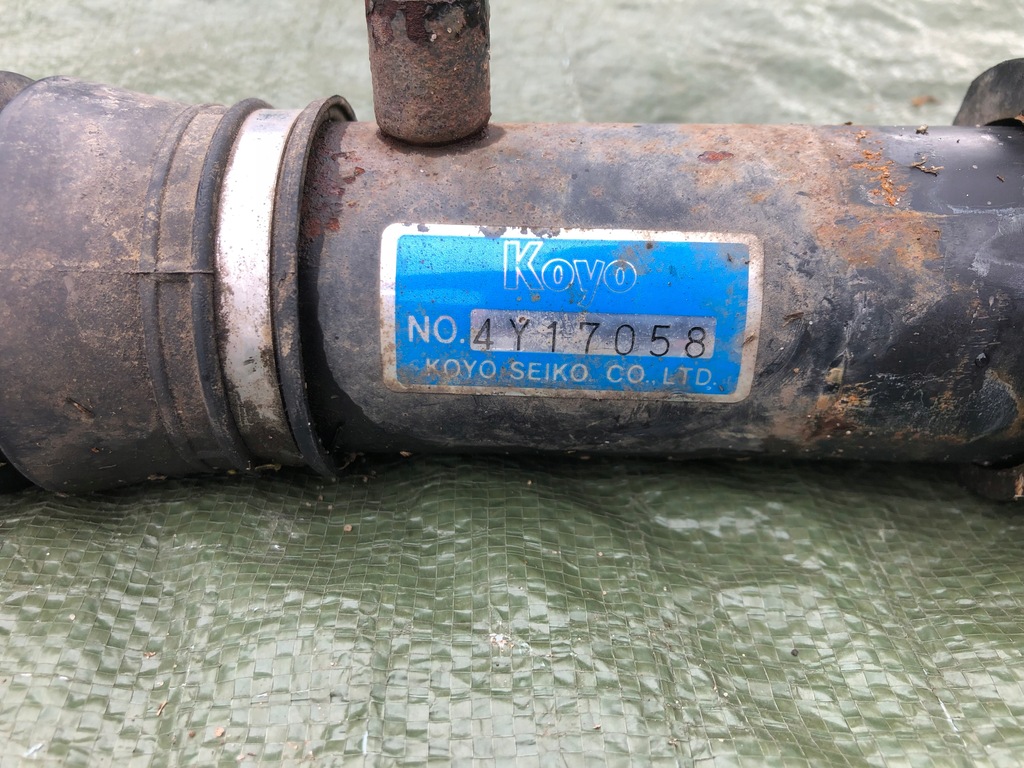 Koyo
NO. 4Y17058
KOYO SEIKO CO., LTD.